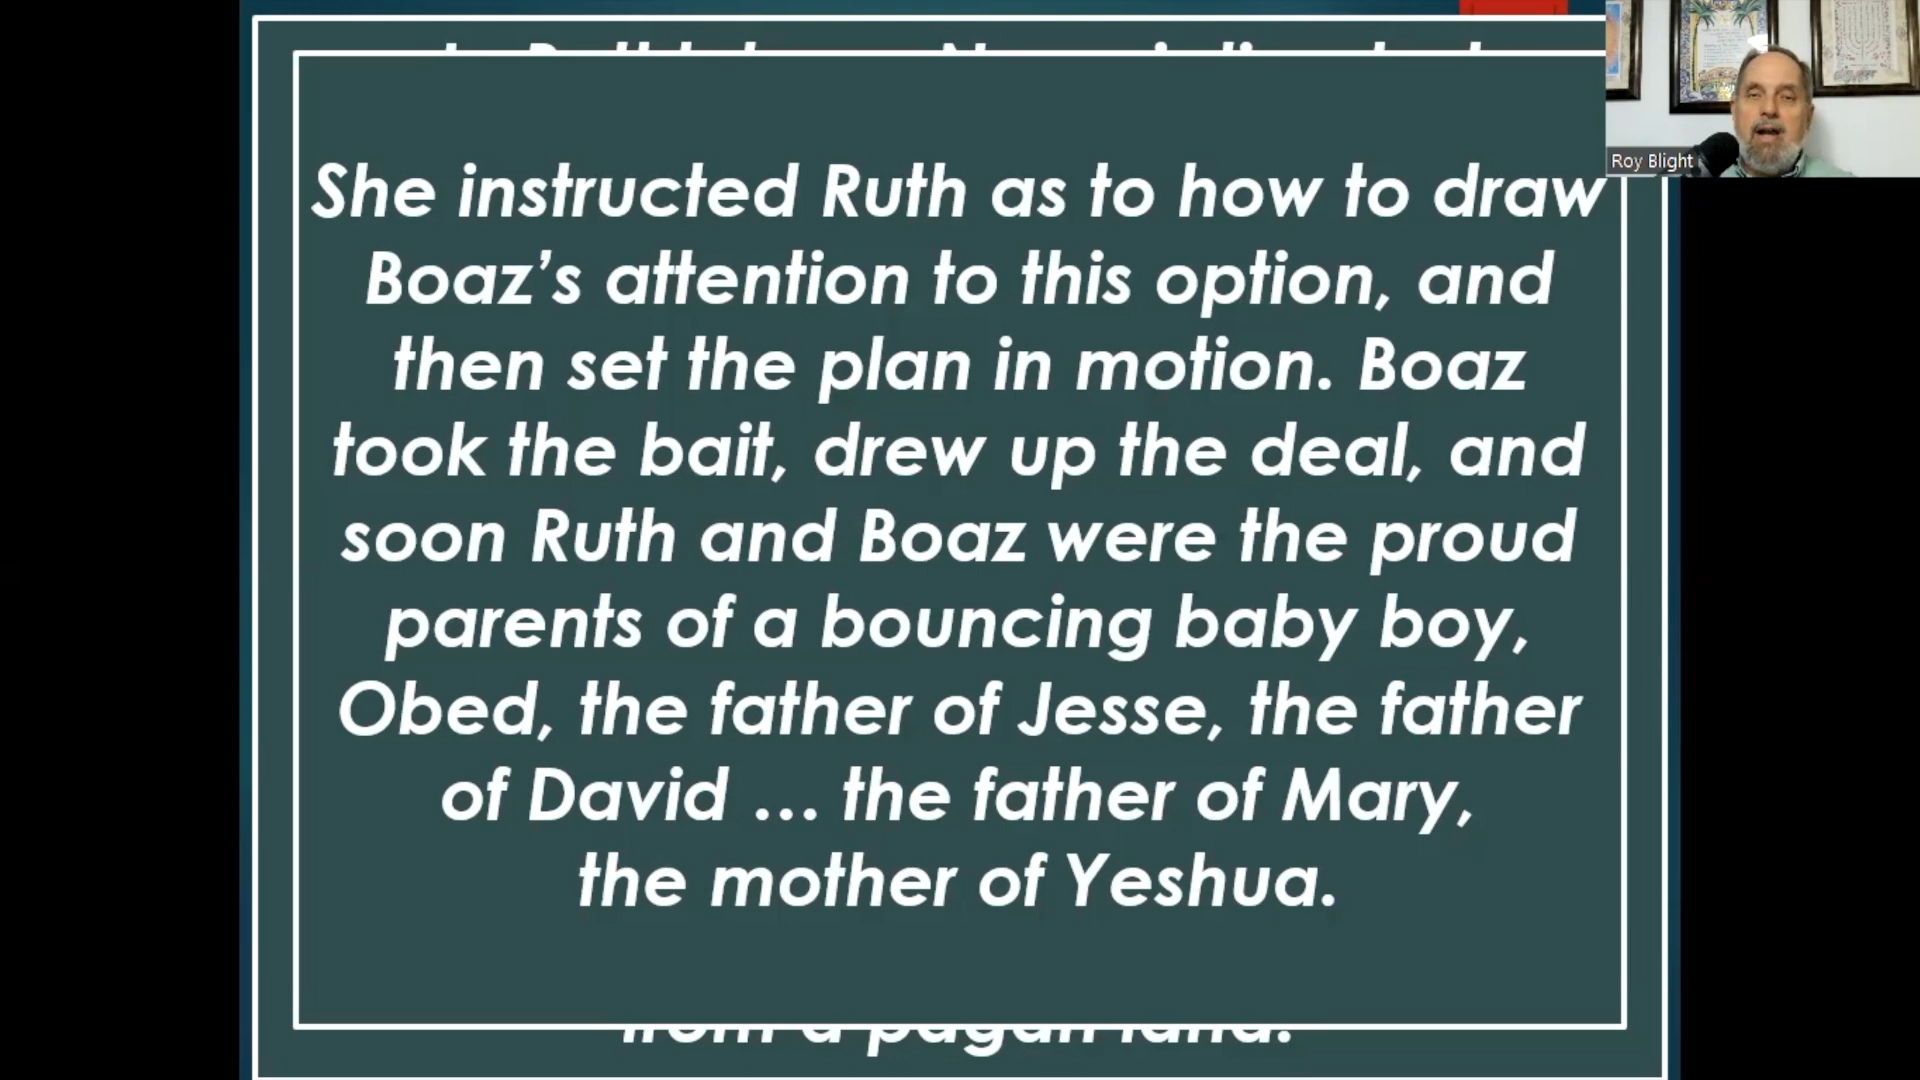 Roy Blight
She instructed Ruth as to how to draw
Boaz’s attention to this option, and
then set the plan in motion. Boaz
took the bait, drew up the deal, and
soon Ruth and Boaz were the proud
parents of a bouncing baby boy,
Obed, the father of Jesse, the father
of David … the father of Mary,
the mother of Yeshua.
from a pagan land.